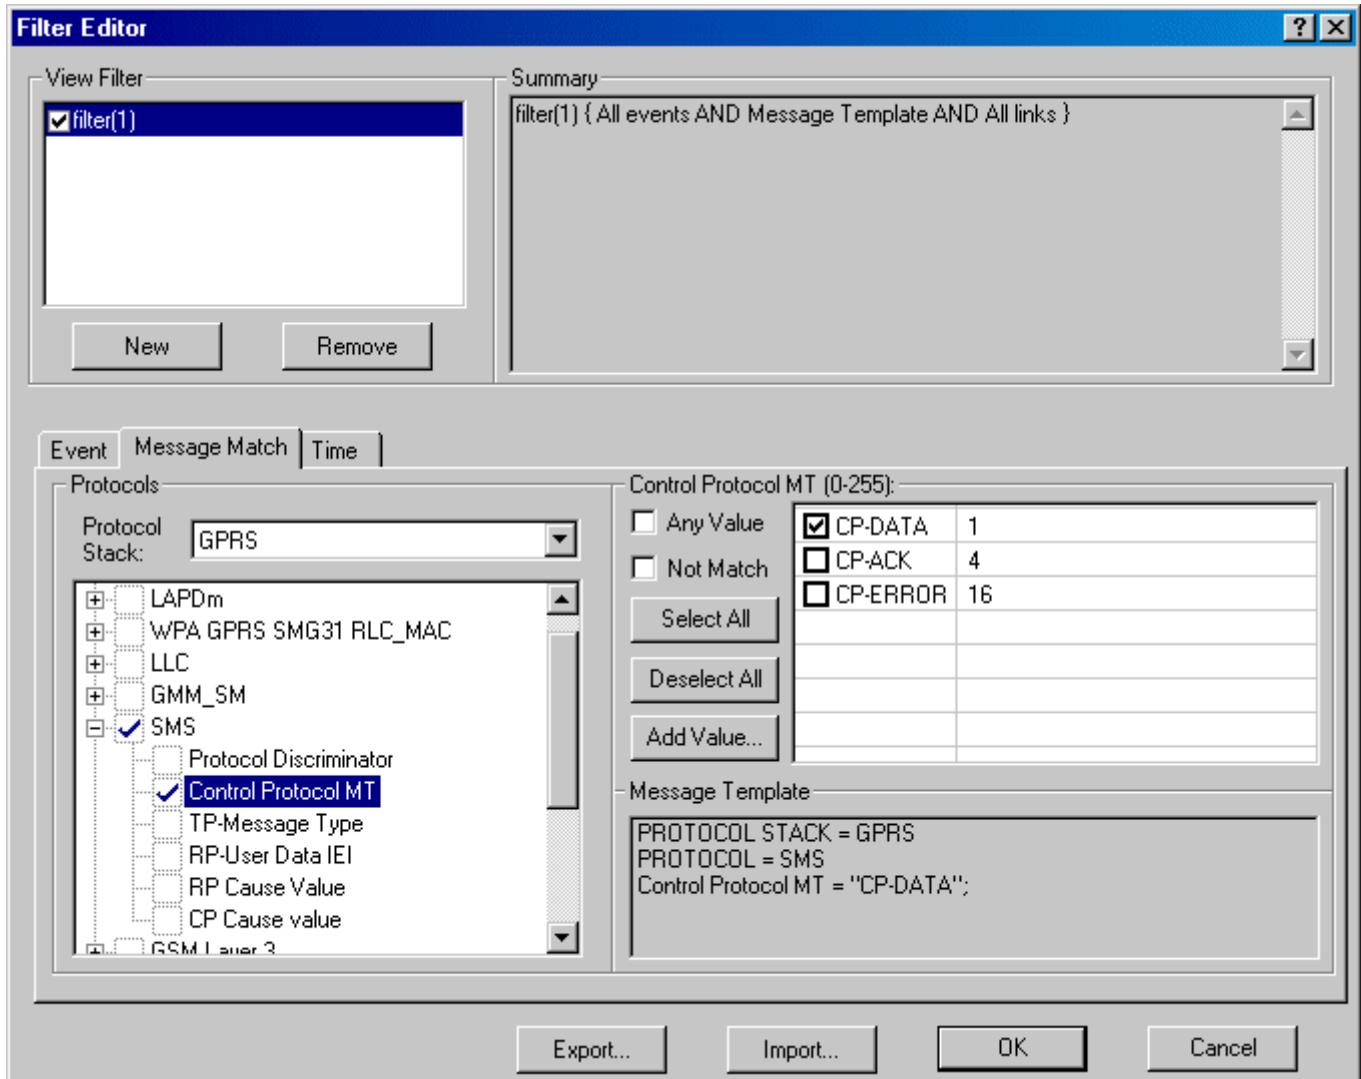 Filter Editor
View Filter
filter(1)
New
Remove
Summary
filter(1) { All events AND Message Template AND All links }
Event
Message Match
Time
Protocols
Protocol
Stack:
GPRS
LAPDm
WPA GPRS SMG31 RLC_MAC
LLC
GMM_SM
SMS
Protocol Discriminator
Control Protocol MT
TP-Message Type
RP-User Data IEI
RP Cause Value
CP Cause value
GSM Layer 3
Control Protocol MT (0-255):
Any Value
Not Match
Select All
Deselect All
Add Value...
CP-DATA 1
CP-ACK 4
CP-ERROR 16
Message Template
PROTOCOL STACK = GPRS
PROTOCOL = SMS
Control Protocol MT = "CP-DATA";
Export...
Import...
OK
Cancel